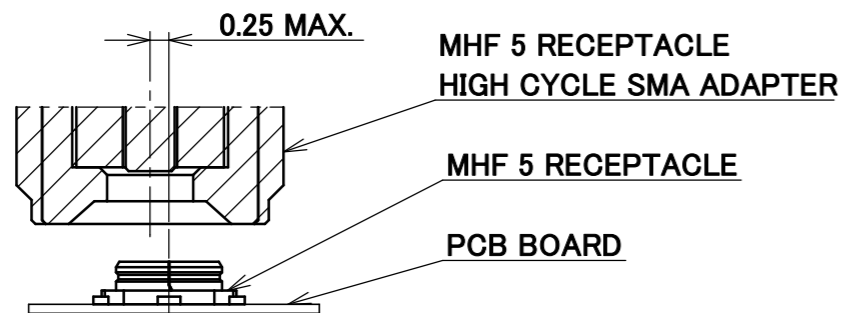 0.25 MAX.
MHF 5 RECEPTACLE
HIGH CYCLE SMA ADAPTER
MHF 5 RECEPTACLE
PCB BOARD